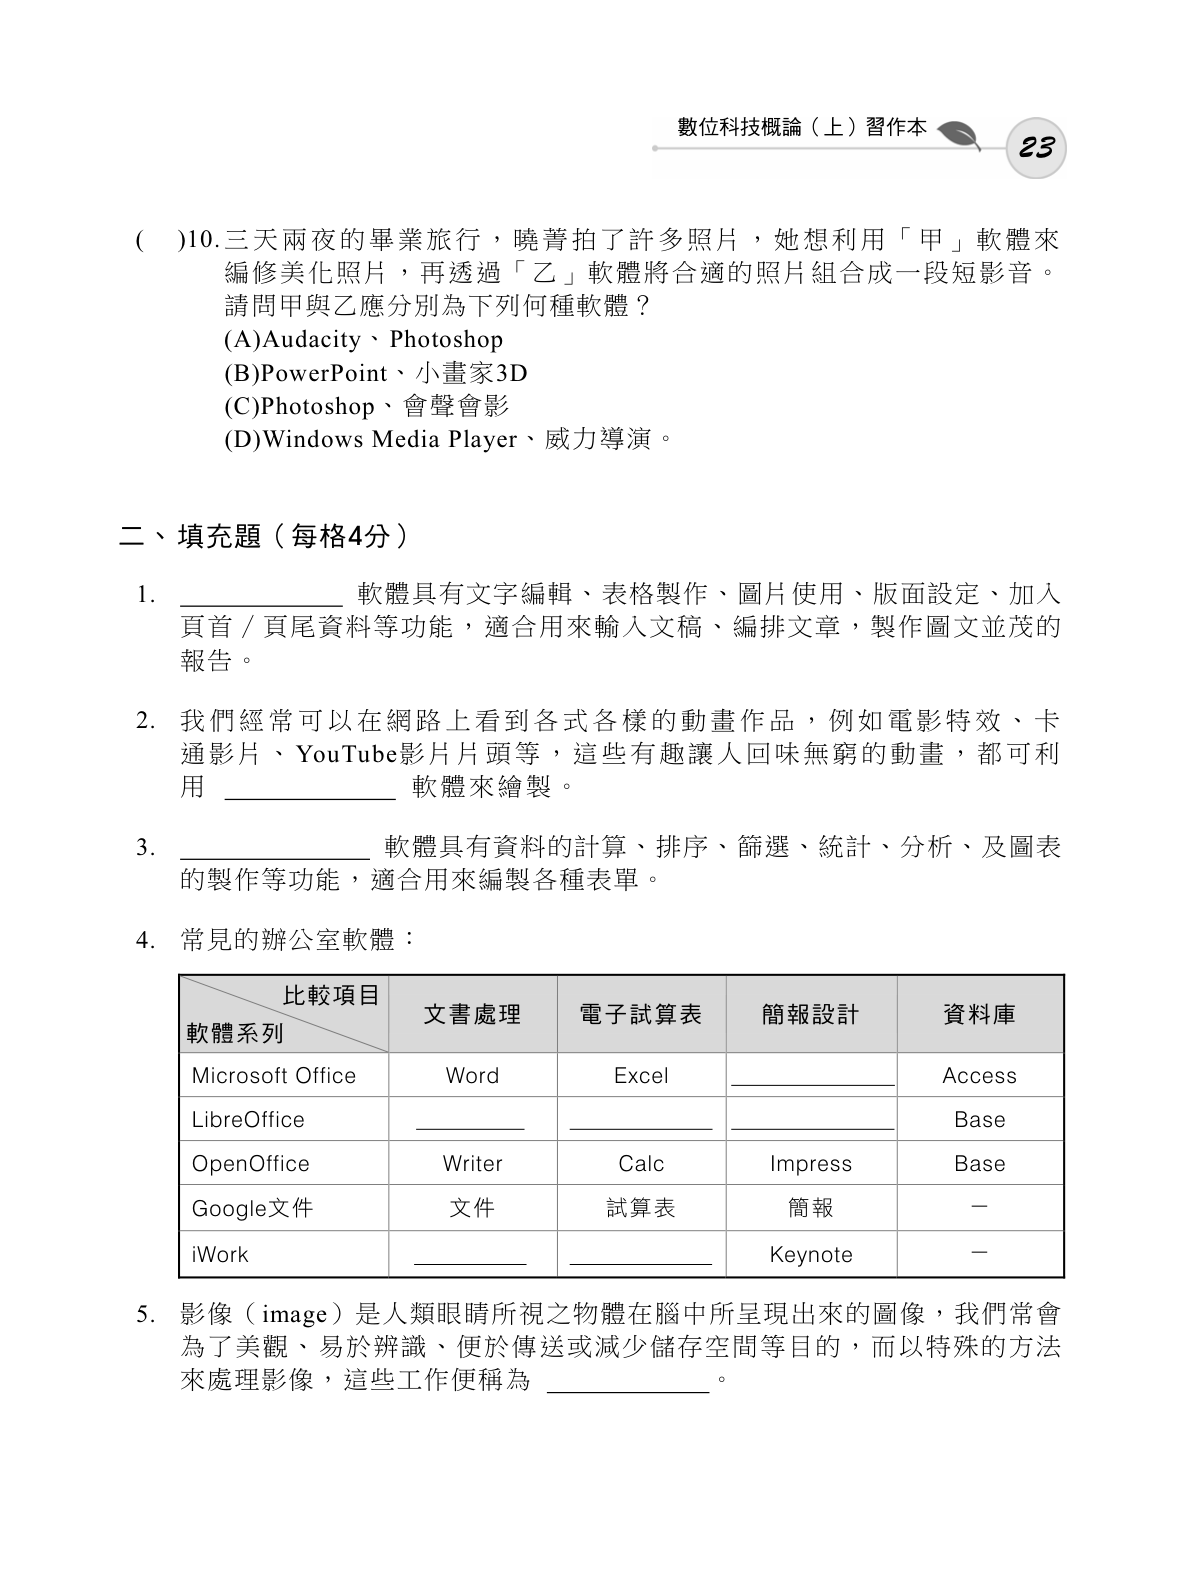 數位科技概論（上）習作本
23
(　)10.三天兩夜的畢業旅行，曉菁拍了許多照片，她想利用「甲」軟體來
編修美化照片，再透過「乙」軟體將合適的照片組合成一段短影音。
請問甲與乙應分別為下列何種軟體？
(A)Audacity、Photoshop
(B)PowerPoint、小畫家3D
(C)Photoshop、會聲會影
(D)Windows Media Player、威力導演。
二、填充題（每格4分）
1. ____________ 軟體具有文字編輯、表格製作、圖片使用、版面設定、加入
頁首／頁尾資料等功能，適合用來輸入文稿、編排文章，製作圖文並茂的
報告。
2. 我們經常可以在網路上看到各式各樣的動畫作品，例如電影特效、卡
通影片、YouTube影片片頭等，這些有趣讓人回味無窮的動畫，都可利
用 ____________ 軟體來繪製。
3. ____________ 軟體具有資料的計算、排序、篩選、統計、分析、及圖表
的製作等功能，適合用來編製各種表單。
4. 常見的辦公室軟體：
比較項目
軟體系列 文書處理 電子試算表 簡報設計 資料庫
Microsoft Office Word Excel ____________ Access
LibreOffice ________ __________ ____________ Base
OpenOffice Writer Calc Impress Base
Google文件 文件 試算表 簡報 －
iWork ________ __________ Keynote －
5. 影像（image）是人類眼睛所視之物體在腦中所呈現出來的圖像，我們常會
為了美觀、易於辨識、便於傳送或減少儲存空間等目的，而以特殊的方法
來處理影像，這些工作便稱為 ____________。